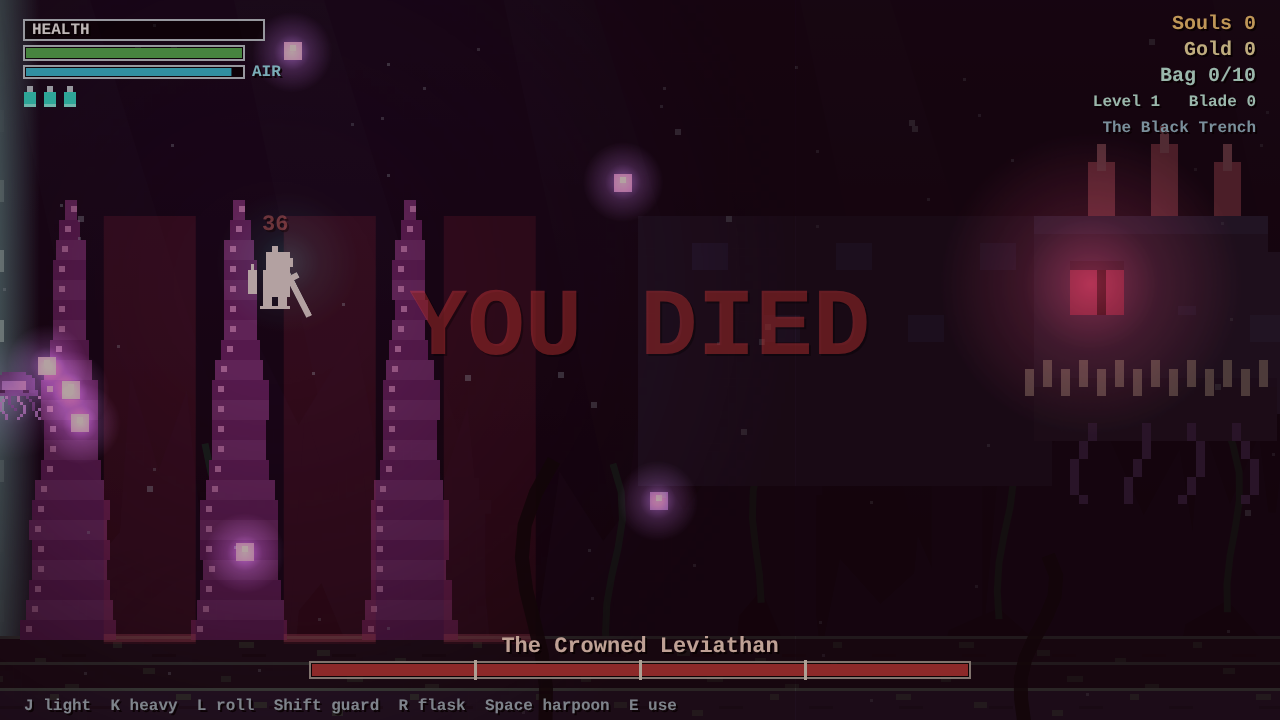 HEALTH
AIR
Souls 0
Gold 0
Bag 0/10
Level 1 Blade 0
The Black Trench
36
YOU DIED
The Crowned Leviathan
J light K heavy L roll Shift guard R flask Space harpoon E use